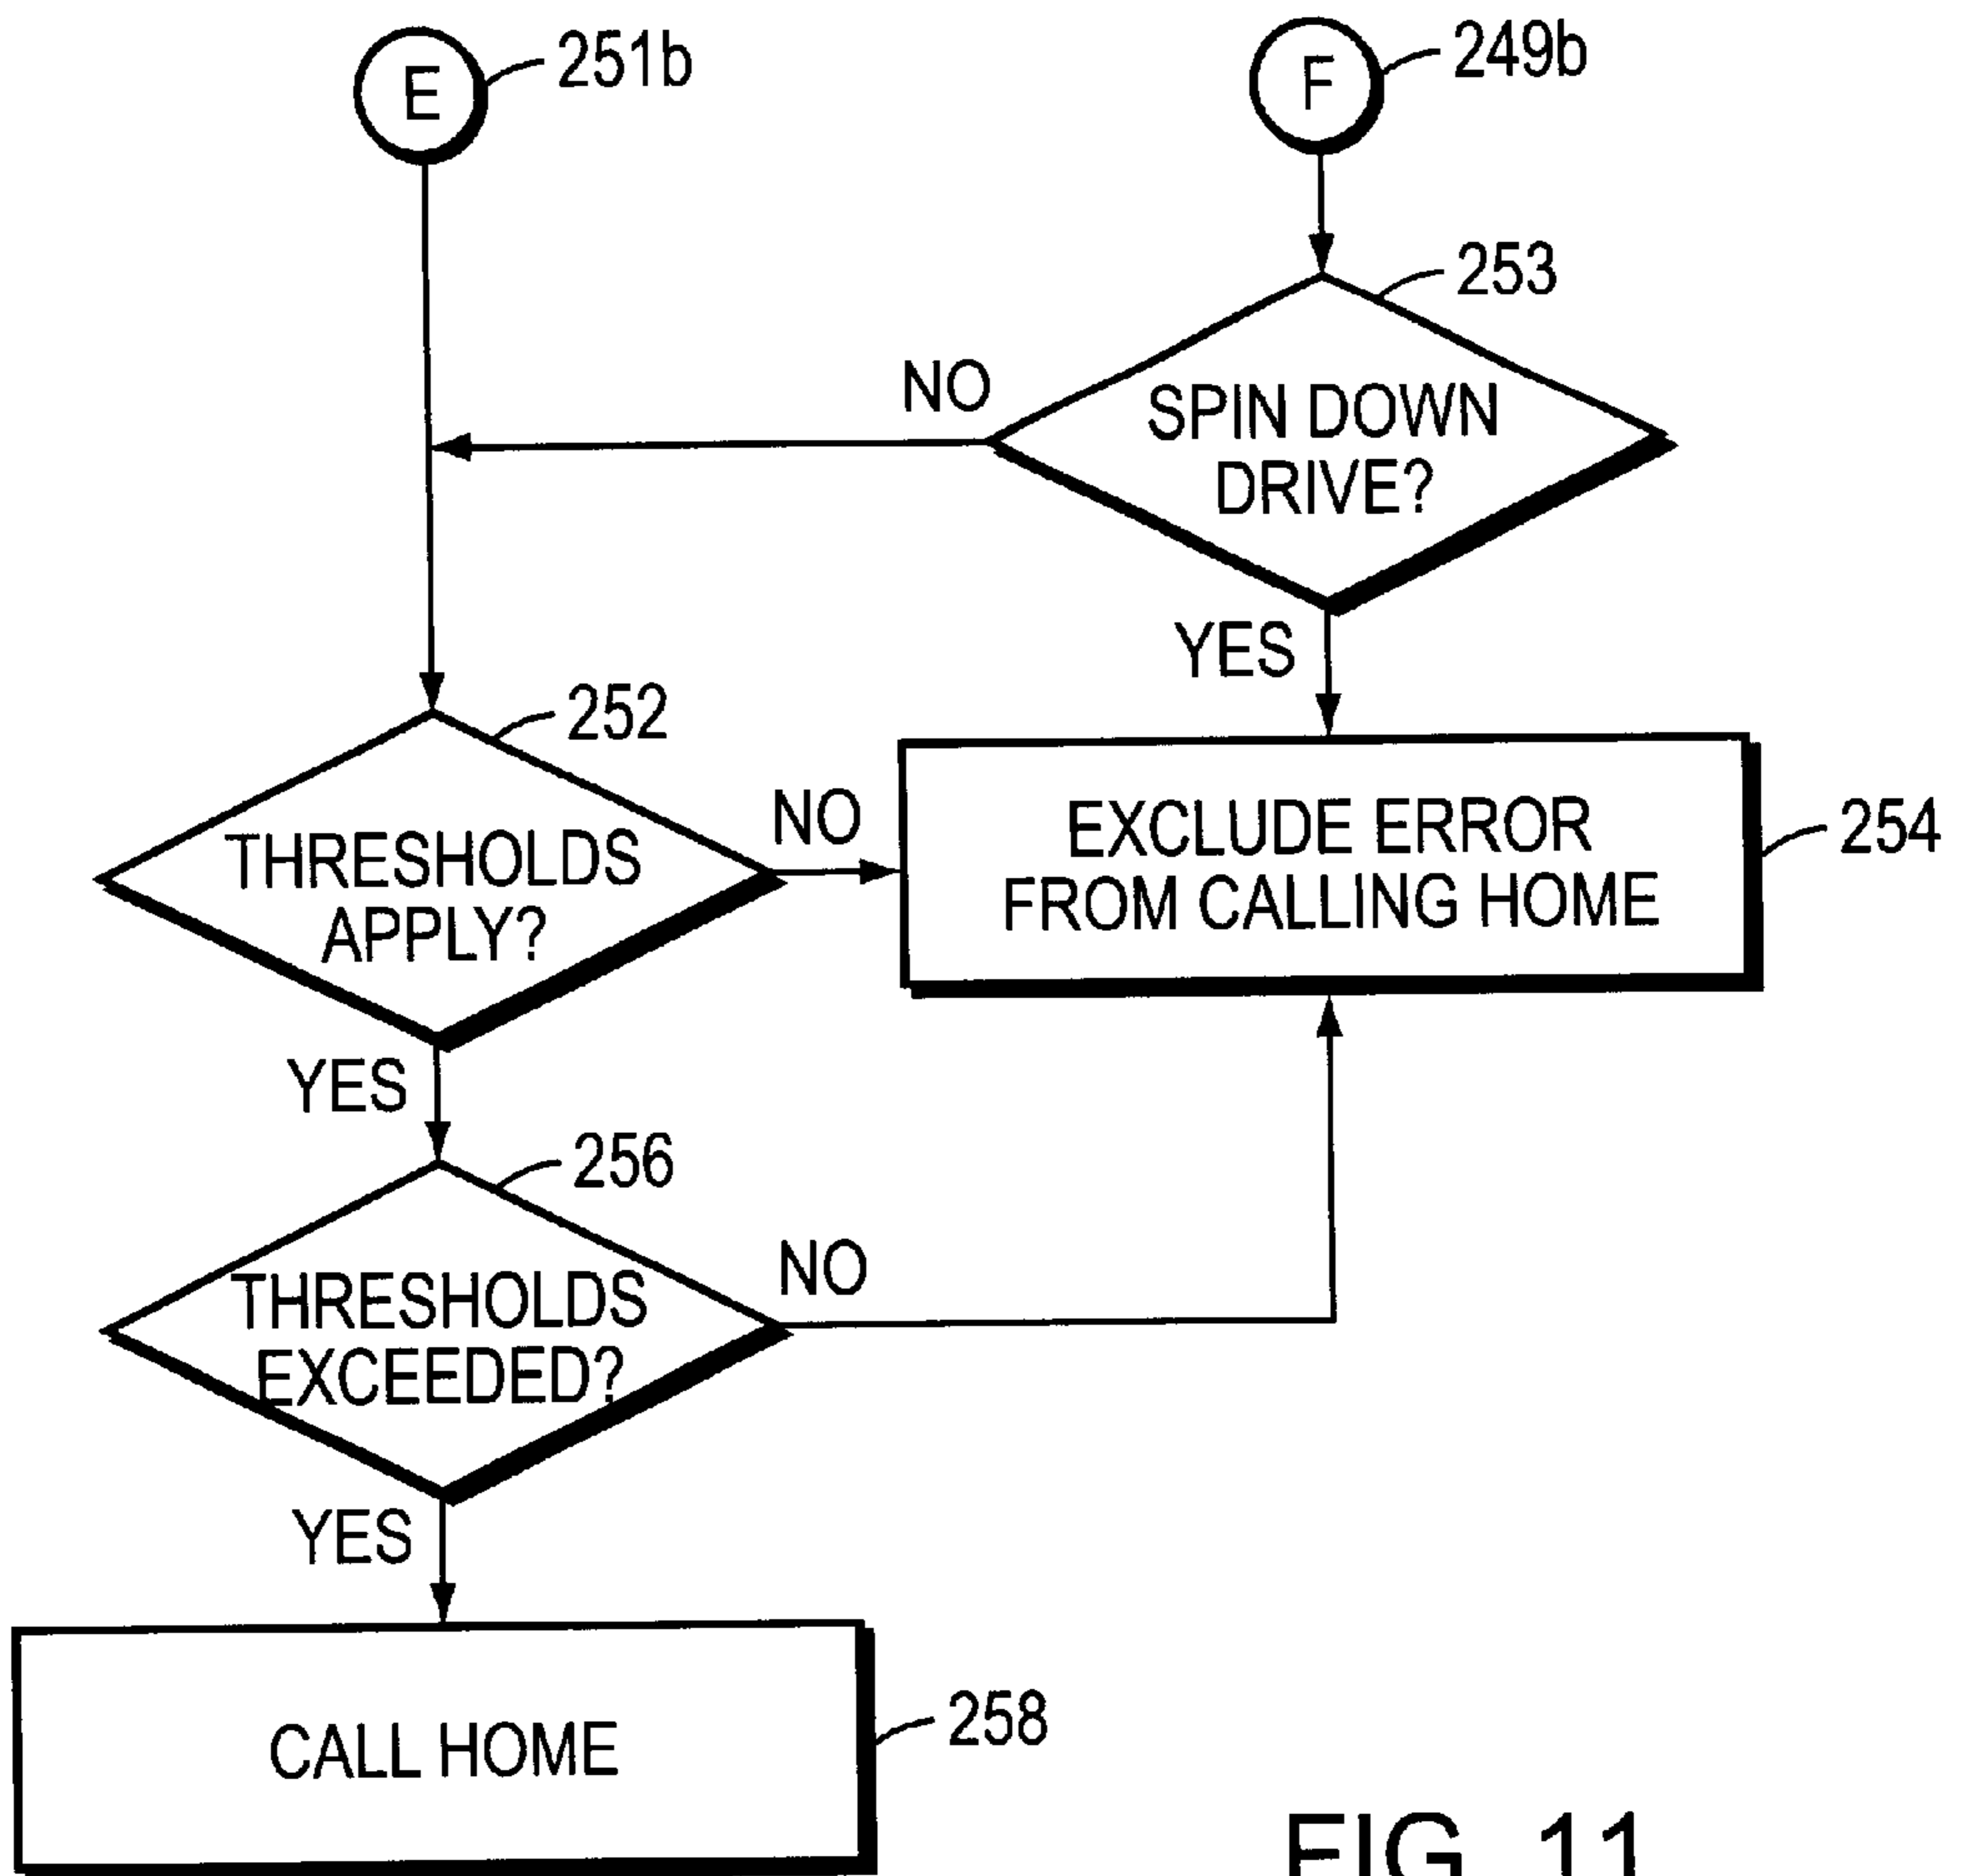 E
251b
F
249b
253
SPIN DOWN
DRIVE?
NO
YES
252
THRESHOLDS
APPLY?
NO
EXCLUDE ERROR
FROM CALLING HOME
254
YES
256
THRESHOLDS
EXCEEDED?
NO
YES
CALL HOME
258
FIG. 11